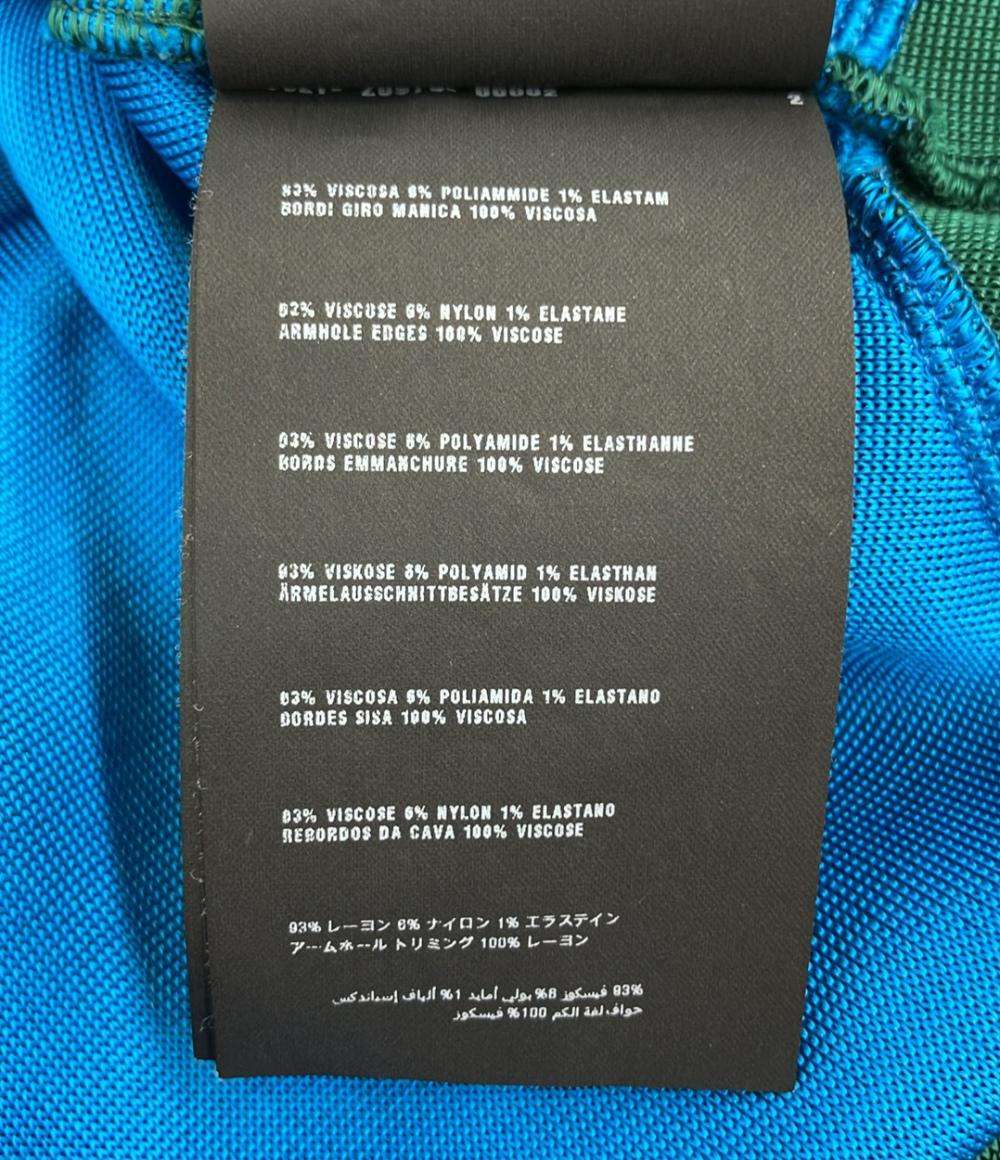 2
93% VISCOSA 6% POLIAMMIDE 1% ELASTAM
BORDI GIRO MANICA 100% VISCOSA
93% VISCOSE 6% NYLON 1% ELASTANE
ARMHOLE EDGES 100% VISCOSE
93% VISCOSE 6% POLYAMIDE 1% ELASTHANNE
BORDS EMMANCHURE 100% VISCOSE
93% VISKOSE 6% POLYAMID 1% ELASTHAN
ÄRMELAUSSCHNITTBESÄTZE 100% VISKOSE
93% VISCOSA 6% POLIAMIDA 1% ELASTANO
BORDES SISA 100% VISCOSA
93% VISCOSE 6% NYLON 1% ELASTANO
REBORDOS DA CAVA 100% VISCOSE
93% レーヨン 6% ナイロン 1% エラステイン
アームホールトリミング 100% レーヨン
93% فيسكوز 6% بولي أمايد 1% ألياف إسباندكس
حواف لفة الكم 100% فيسكوز